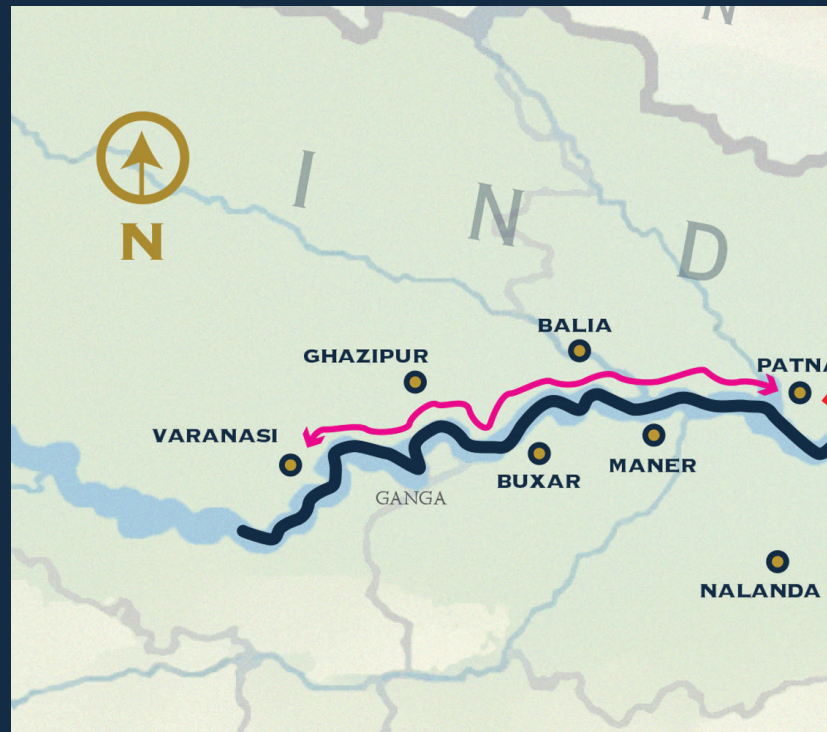 N
I
N
D
N
BALIA
GHAZIPUR
PATNA
VARANASI
MANER
BUXAR
GANGA
NALANDA